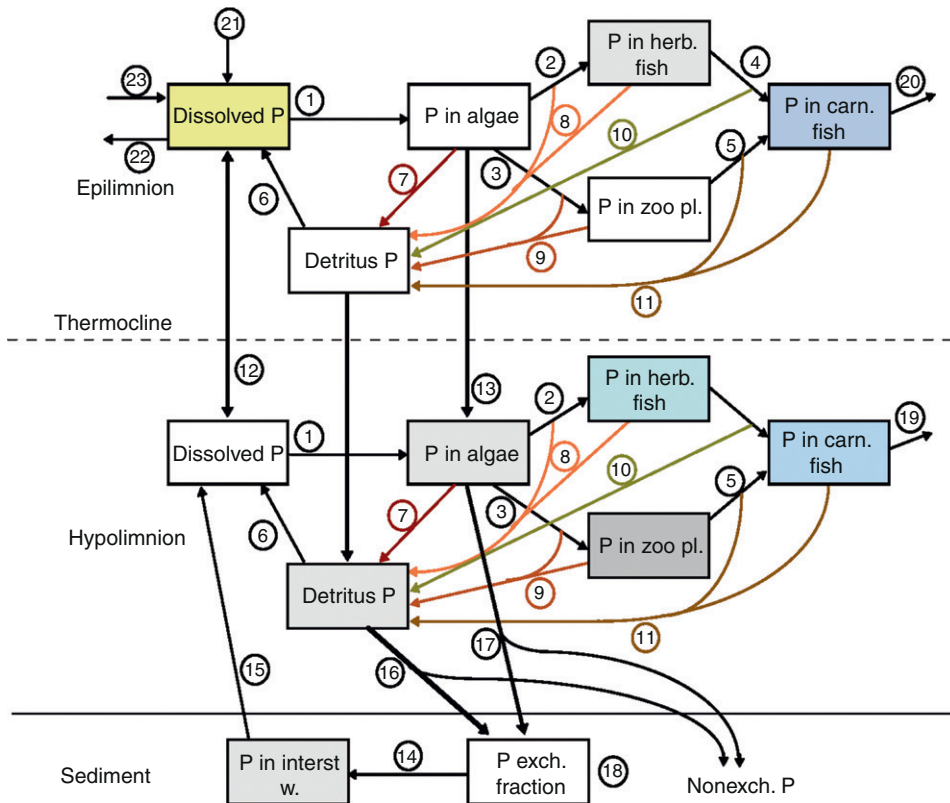 21
23
Dissolved P
22
Epilimnion
1
P in algae
2
P in herb.
fish
4
20
P in carn.
fish
8
10
5
3
7
P in zoo pl.
6
Detritus P
9
11
Thermocline
12
13
Dissolved P
1
P in algae
2
P in herb.
fish
19
P in carn.
fish
8
10
5
3
7
P in zoo pl.
Hypolimnion
6
Detritus P
9
11
15
16
17
Sediment
P in interst
w.
14
P exch.
fraction
18
Nonexch. P